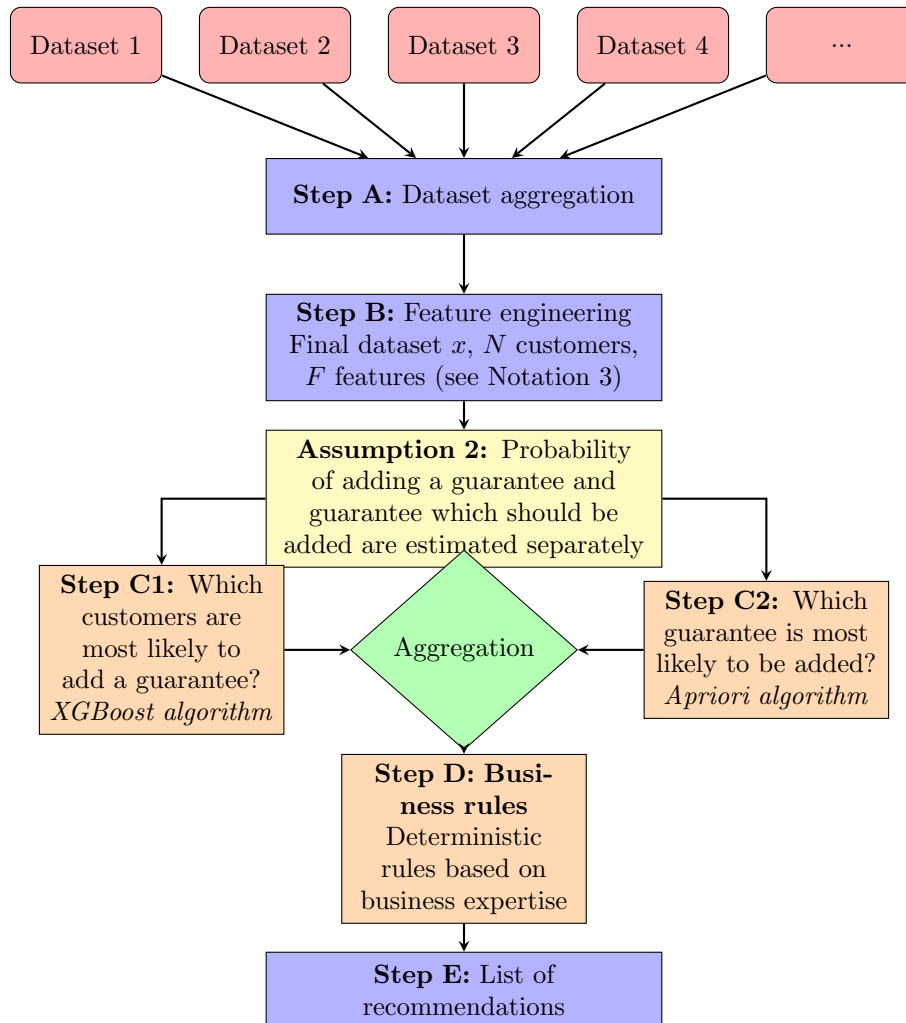 Dataset 1
Dataset 2
Dataset 3
Dataset 4
...
Step A: Dataset aggregation
Step B: Feature engineering
Final dataset x, N customers,
F features (see Notation 3)
Assumption 2: Probability
of adding a guarantee and
guarantee which should be
added are estimated separately
Step C1: Which
customers are
most likely to
add a guarantee?
XGBoost algorithm
Aggregation
Step C2: Which
guarantee is most
likely to be added?
Apriori algorithm
Step D: Busi-
ness rules
Deterministic
rules based on
business expertise
Step E: List of
recommendations